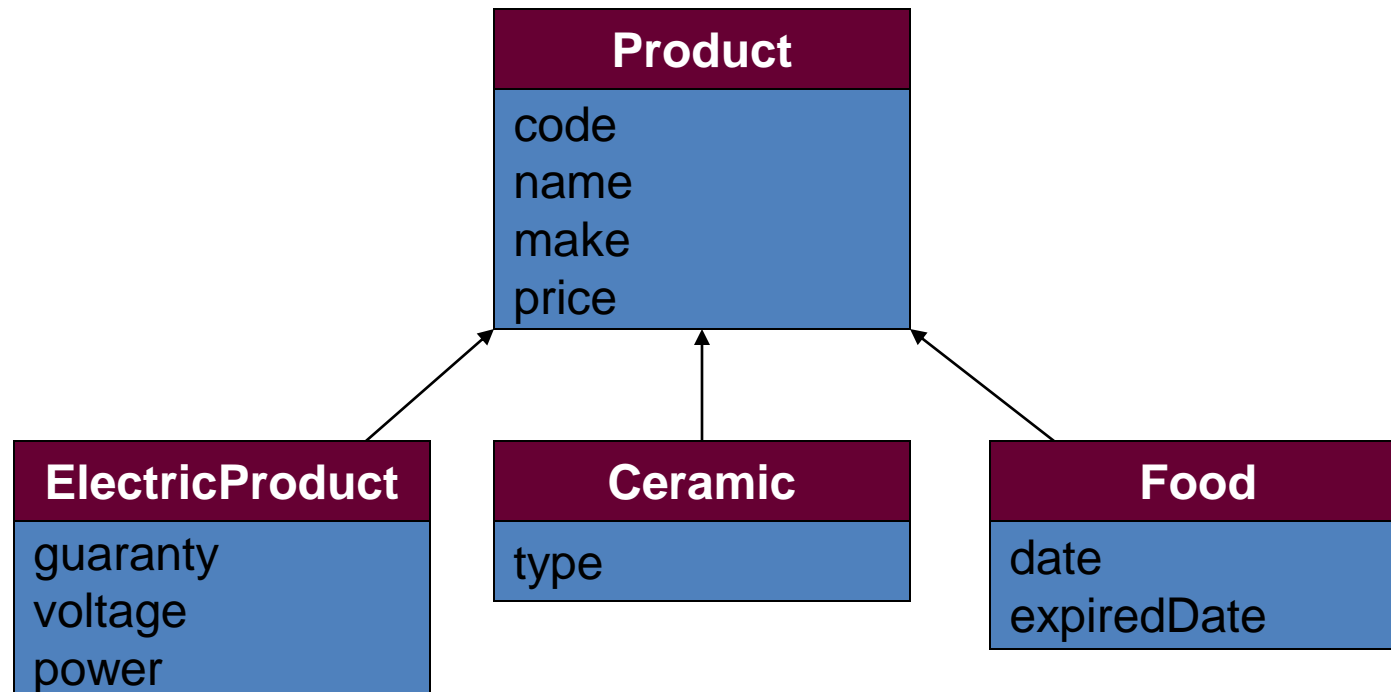 Product
code
name
make
price
ElectricProduct
guaranty
voltage
power
Ceramic
type
Food
date
expiredDate